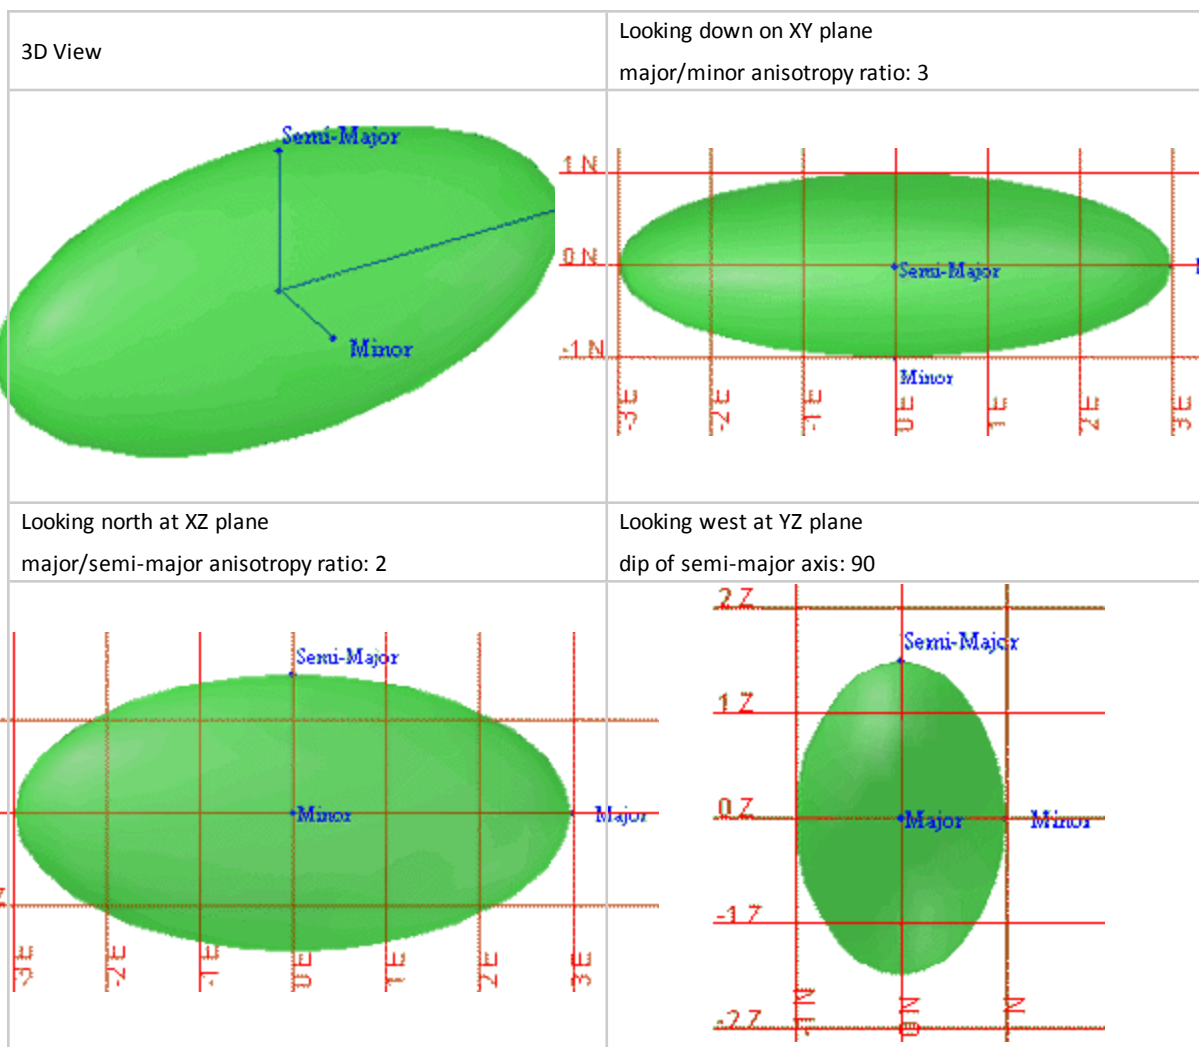 3D View
Looking down on XY plane
major/minor anisotropy ratio: 3
Semi-Major
Minor
1 N
0 N
Semi-Major
-1 N
Minor
-3E
-2E
-1E
0E
1E
2E
3E
Looking north at XZ plane
major/semi-major anisotropy ratio: 2
Looking west at YZ plane
dip of semi-major axis: 90
Semi-Major
Minor
Major
-3E
-2E
-1E
0E
1E
2E
3E
2 Z
Semi-Major
1 Z
0 Z
Major
Minor
-1 Z
-2 Z
-1 N
0 N
N